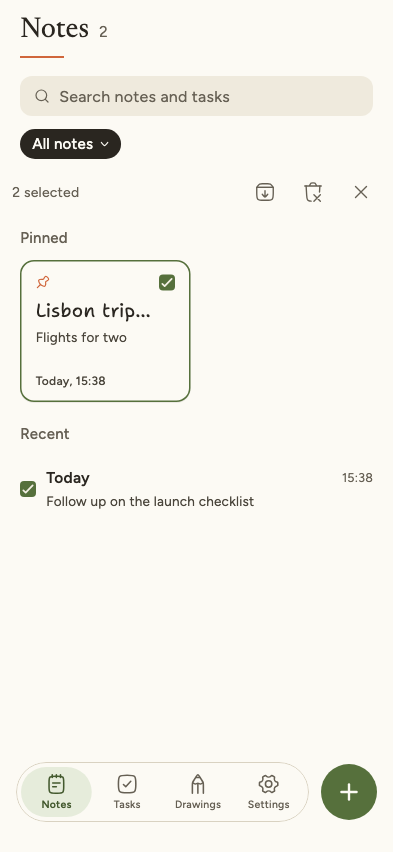 Notes 2
Search notes and tasks
All notes
2 selected
Pinned
Lisbon trip...
Flights for two
Today, 15:38
Recent
Today 15:38
Follow up on the launch checklist
Notes Tasks Drawings Settings